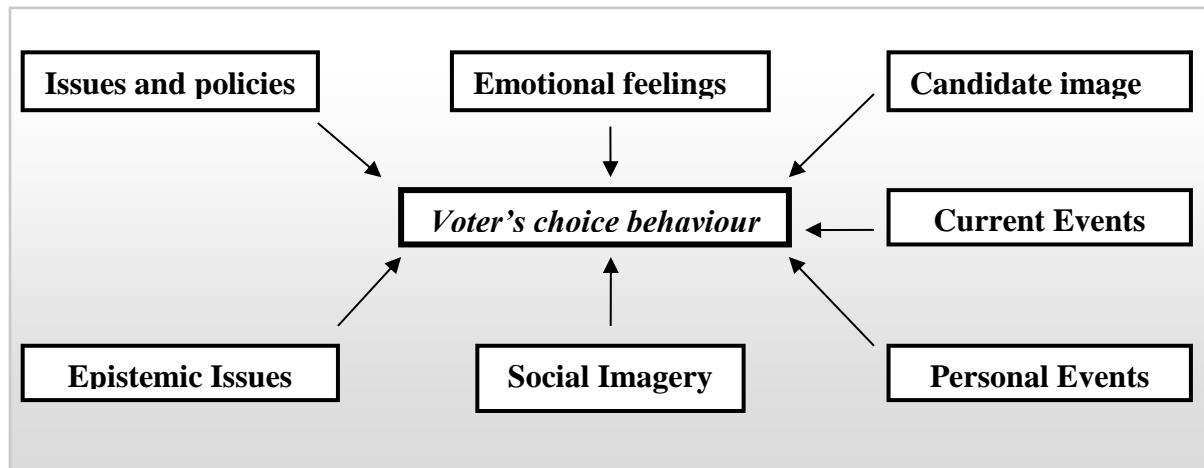 Issues and policies
Emotional feelings
Candidate image
Voter’s choice behaviour
Current Events
Epistemic Issues
Social Imagery
Personal Events